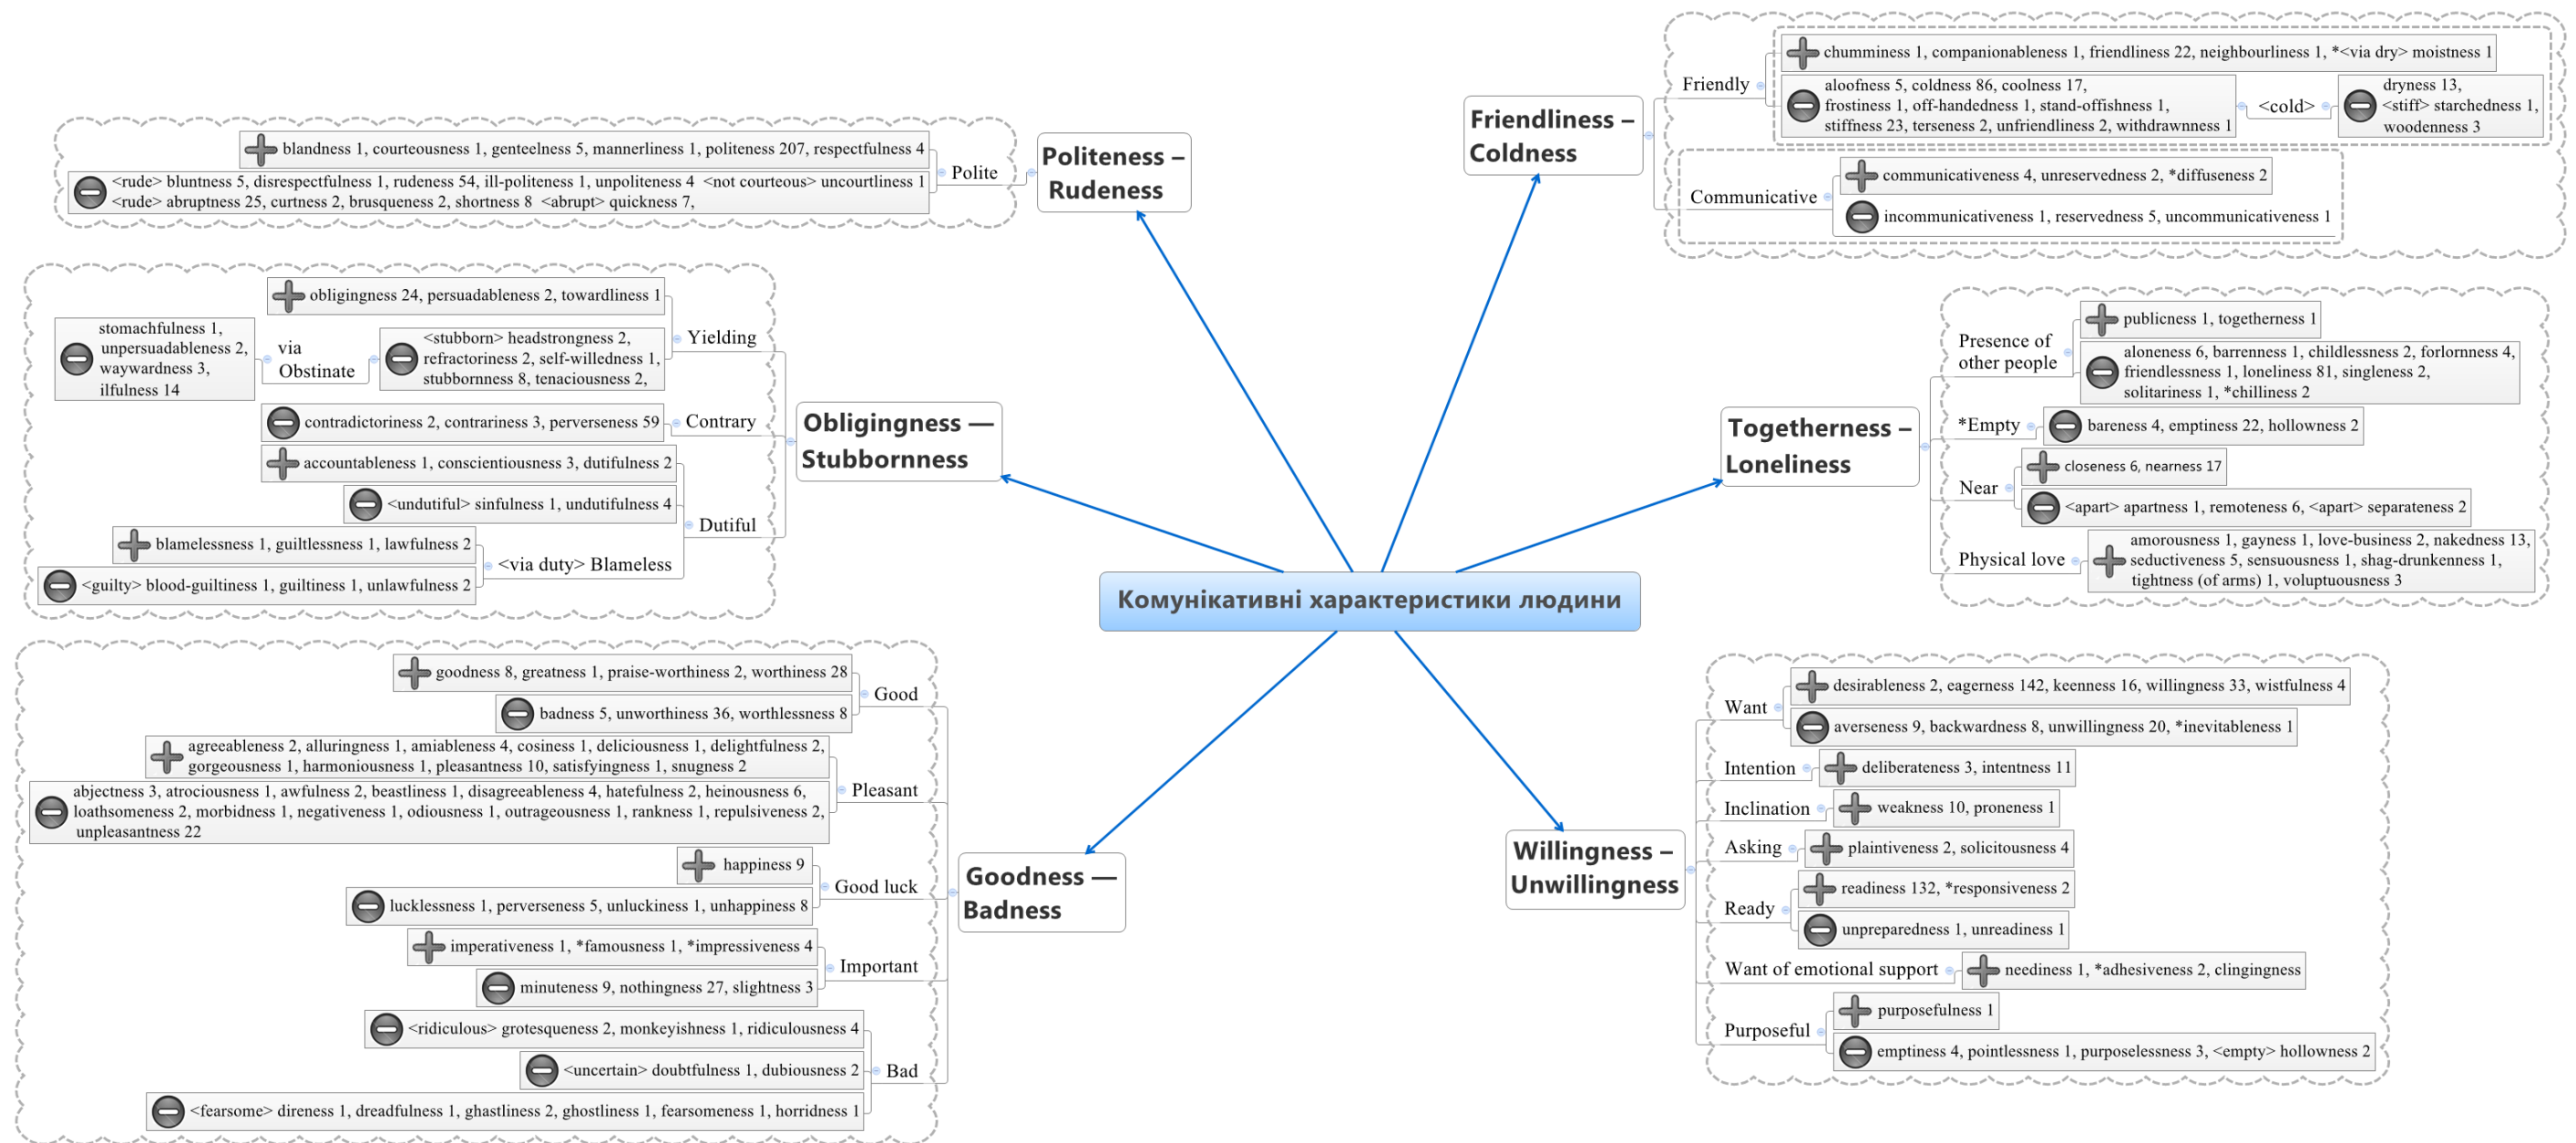 Комунікативні характеристики людини
Politeness –
Rudeness
Polite
blandness 1, courteousness 1, genteelness 5, mannerliness 1, politeness 207, respectfulness 4
<rude> bluntness 5, disrespectfulness 1, rudeness 54, ill-politeness 1, unpoliteness 4 <not courteous> uncourtliness 1
<rude> abruptness 25, curtness 2, brusqueness 2, shortness 8 <abrupt> quickness 7,
Obligingness —
Stubbornness
Yielding
obligingness 24, persuadableness 2, towardliness 1
<stubborn> headstrongness 2,
refractoriness 2, self-willedness 1,
stubbornness 8, tenaciousness 2,
via
Obstinate
stomachfulness 1,
unpersuadableness 2,
waywardness 3,
ilfulness 14
Contrary
contradictoriness 2, contrariness 3, perverseness 59
Dutiful
accountableness 1, conscientiousness 3, dutifulness 2
<undutiful> sinfulness 1, undutifulness 4
<via duty> Blameless
blamelessness 1, guiltlessness 1, lawfulness 2
<guilty> blood-guiltiness 1, guiltiness 1, unlawfulness 2
Goodness —
Badness
Good
goodness 8, greatness 1, praise-worthiness 2, worthiness 28
badness 5, unworthiness 36, worthlessness 8
Pleasant
agreeableness 2, alluringness 1, amiableness 4, cosiness 1, deliciousness 1, delightfulness 2,
gorgeousness 1, harmoniousness 1, pleasantness 10, satisfyingness 1, snugness 2
abjectness 3, atrociousness 1, awfulness 2, beastliness 1, disagreeableness 4, hatefulness 2, heinousness 6,
loathsomeness 2, morbidness 1, negativeness 1, odiousness 1, outrageousness 1, rankness 1, repulsiveness 2,
unpleasantness 22
Good luck
happiness 9
lucklessness 1, perverseness 5, unluckiness 1, unhappiness 8
Important
imperativeness 1, *famousness 1, *impressiveness 4
minuteness 9, nothingness 27, slightness 3
Bad
<ridiculous> grotesqueness 2, monkeyishness 1, ridiculousness 4
<uncertain> doubtfulness 1, dubiousness 2
<fearsome> direness 1, dreadfulness 1, ghastliness 2, ghostliness 1, fearsomeness 1, horridness 1
Friendliness –
Coldness
Friendly
chumminess 1, companionableness 1, friendliness 22, neighbourliness 1, *<via dry> moistness 1
aloofness 5, coldness 86, coolness 17,
frostiness 1, off-handedness 1, stand-offishness 1,
stiffness 23, terseness 2, unfriendliness 2, withdrawnness 1
<cold>
dryness 13,
<stiff> starchedness 1,
woodenness 3
Communicative
communicativeness 4, unreservedness 2, *diffuseness 2
incommunicativeness 1, reservedness 5, uncommunicativeness 1
Togetherness –
Loneliness
Presence of
other people
publicness 1, togetherness 1
aloneness 6, barrenness 1, childlessness 2, forlornness 4,
friendlessness 1, loneliness 81, singleness 2,
solitariness 1, *chilliness 2
*Empty
bareness 4, emptiness 22, hollowness 2
Near
closeness 6, nearness 17
<apart> apartness 1, remoteness 6, <apart> separateness 2
Physical love
amorousness 1, gayness 1, love-business 2, nakedness 13,
seductiveness 5, sensuousness 1, shag-drunkenness 1,
tightness (of arms) 1, voluptuousness 3
Willingness –
Unwillingness
Want
desirableness 2, eagerness 142, keenness 16, willingness 33, wistfulness 4
averseness 9, backwardness 8, unwillingness 20, *inevitableness 1
Intention
deliberateness 3, intentness 11
Inclination
weakness 10, proneness 1
Asking
plaintiveness 2, solicitousness 4
Ready
readiness 132, *responsiveness 2
unpreparedness 1, unreadiness 1
Want of emotional support
neediness 1, *adhesiveness 2, clingingness
Purposeful
purposefulness 1
emptiness 4, pointlessness 1, purposelessness 3, <empty> hollowness 2